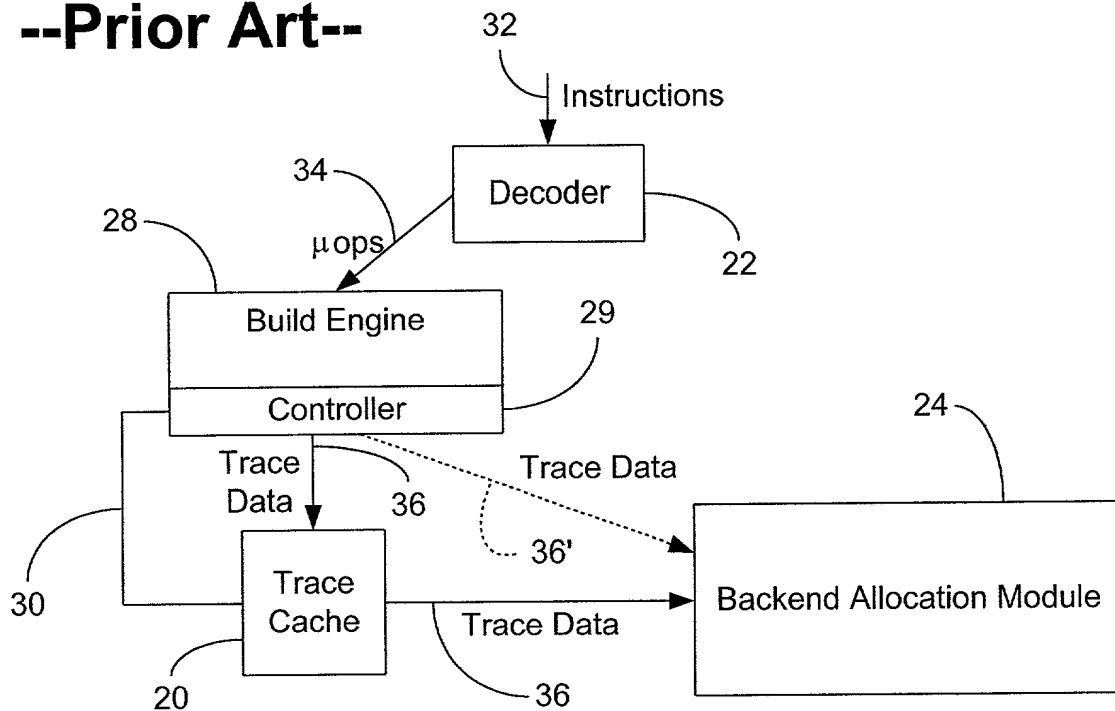 --Prior Art--
32
Instructions
34
Decoder
28
μops
22
Build Engine
29
Controller
24
Trace
Data
36
Trace Data
36'
30
Trace
Cache
Trace Data
Backend Allocation Module
20
36